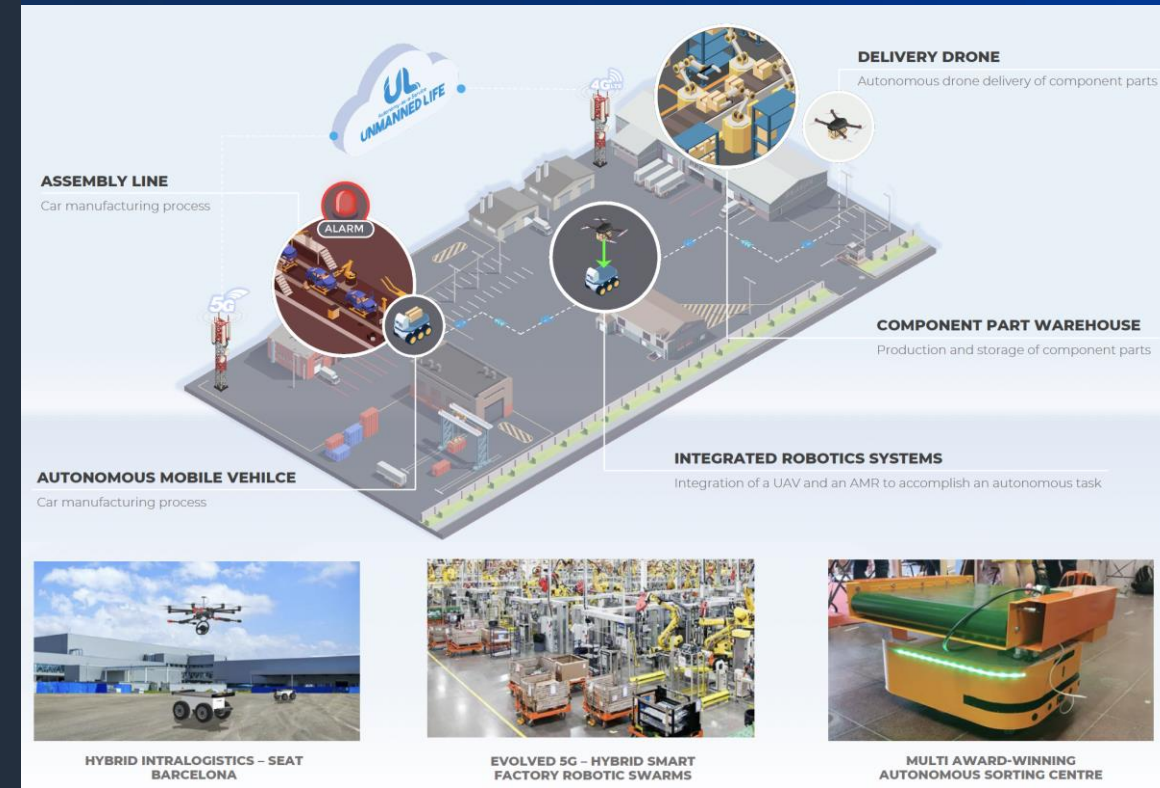 UL
UNMANNED LIFE
4G
DELIVERY DRONE
Autonomous drone delivery of component parts
ASSEMBLY LINE
Car manufacturing process
ALARM
5G
COMPONENT PART WAREHOUSE
Production and storage of component parts
INTEGRATED ROBOTICS SYSTEMS
Integration of a UAV and an AMR to accomplish an autonomous task
AUTONOMOUS MOBILE VEHILCE
Car manufacturing process
HYBRID INTRALOGISTICS – SEAT
BARCELONA
EVOLVED 5G – HYBRID SMART
FACTORY ROBOTIC SWARMS
MULTI AWARD-WINNING
AUTONOMOUS SORTING CENTRE